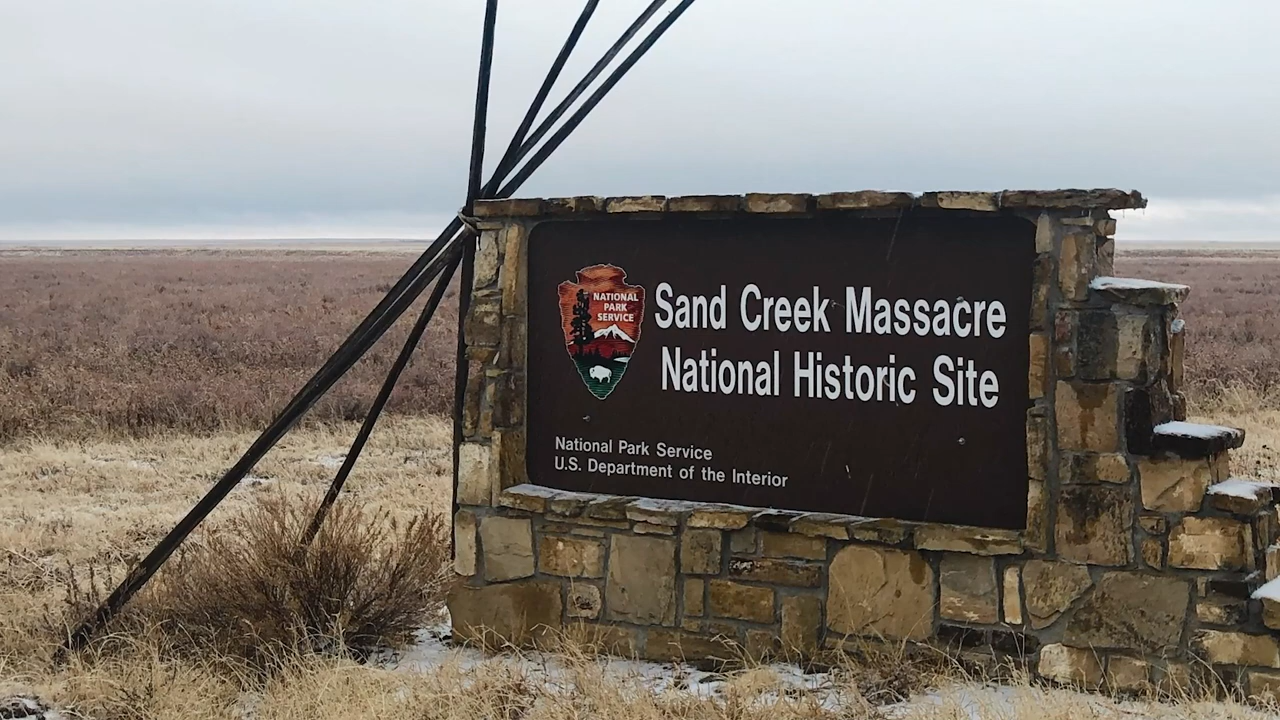 NATIONAL
PARK
SERVICE
Sand Creek Massacre
National Historic Site
National Park Service
U.S. Department of the Interior